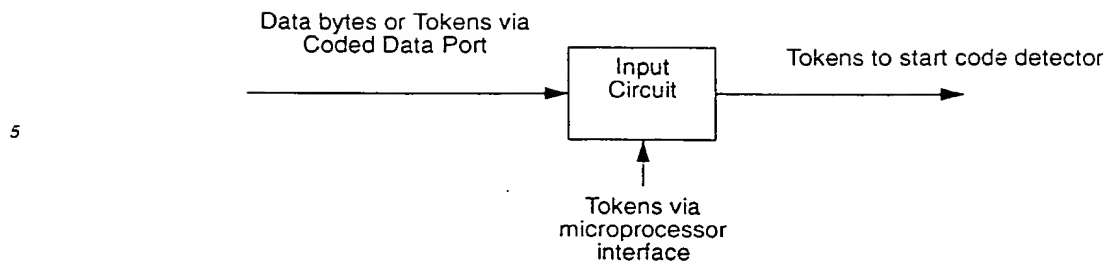 Data bytes or Tokens via
Coded Data Port
Input
Circuit
Tokens to start code detector
5
Tokens via
microprocessor
interface